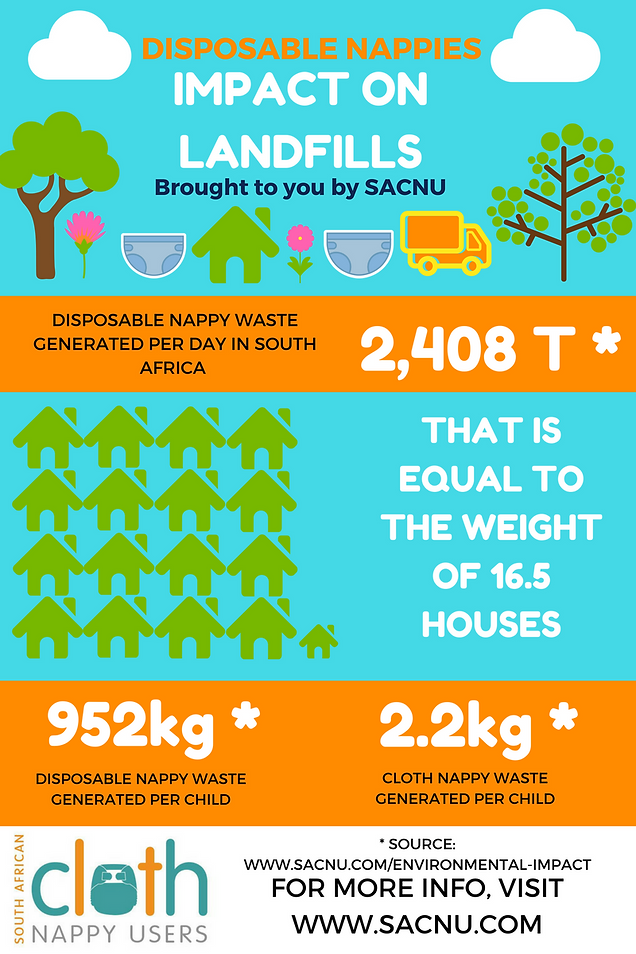 DISPOSABLE NAPPIES
IMPACT ON
LANDFILLS
Brought to you by SACNU
DISPOSABLE NAPPY WASTE
GENERATED PER DAY IN SOUTH
AFRICA
2,408 T *
THAT IS
EQUAL TO
THE WEIGHT
OF 16.5
HOUSES
952kg *
DISPOSABLE NAPPY WASTE
GENERATED PER CHILD
2.2kg *
CLOTH NAPPY WASTE
GENERATED PER CHILD
SOUTH AFRICAN
cloth
NAPPY USERS
* SOURCE:
WWW.SACNU.COM/ENVIRONMENTAL-IMPACT
FOR MORE INFO, VISIT
WWW.SACNU.COM